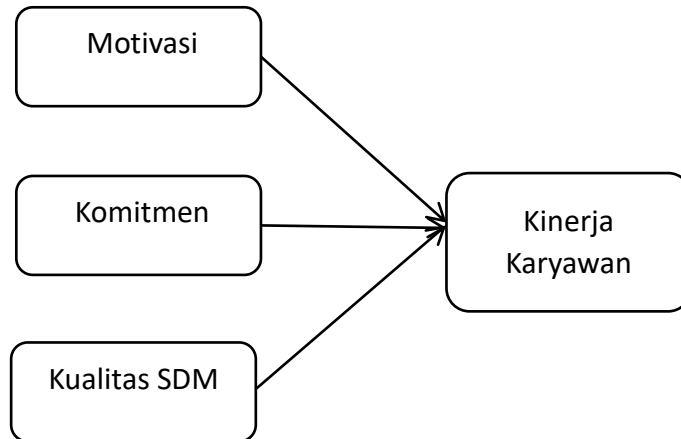 Motivasi
Komitmen
Kinerja
Karyawan
Kualitas SDM